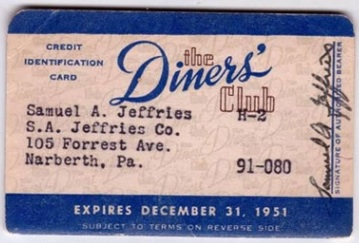 CREDIT
IDENTIFICATION
CARD
the
Diners'
Club
Samuel A. Jeffries
H-2
S.A. Jeffries Co.
105 Forrest Ave.
Narberth, Pa.
91-080
EXPIRES DECEMBER 31, 1951
SUBJECT TO TERMS ON REVERSE SIDE
Samuel A Jeffries
SIGNATURE OF AUTHORIZED BEARER